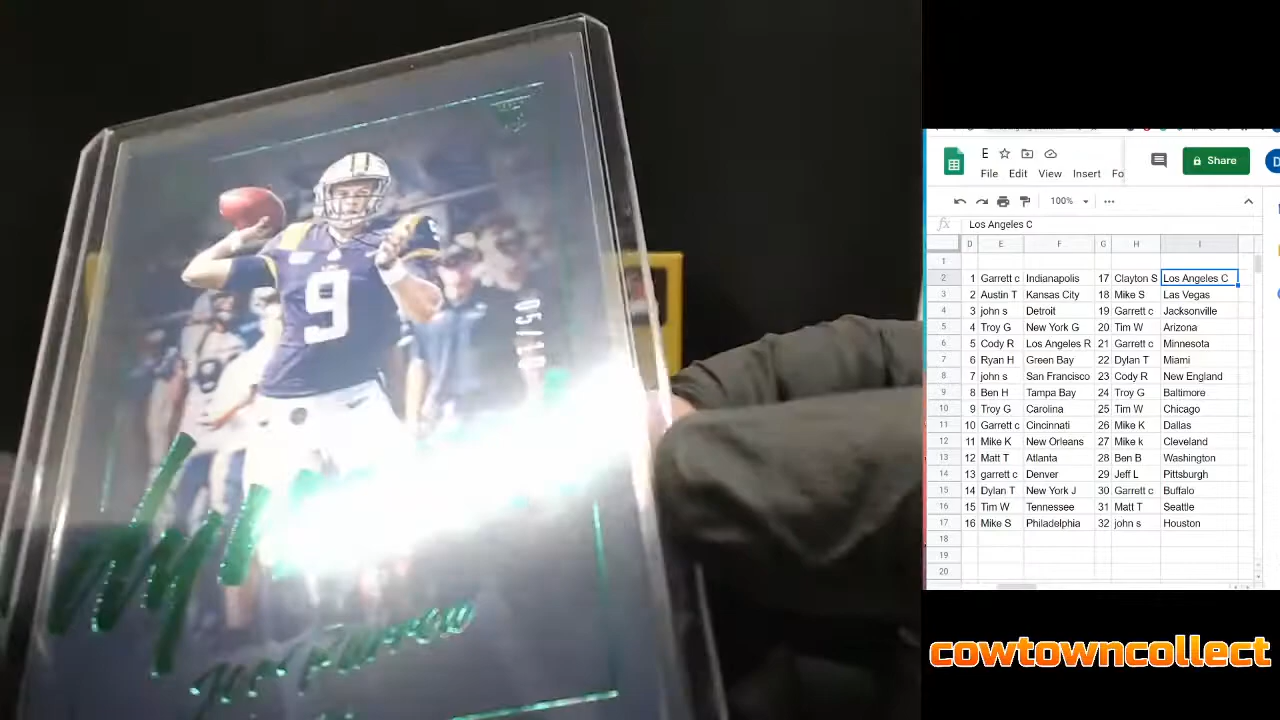 9
9
05/10
Joe Burrow
E
Share
D
File Edit View Insert Fo
100%
fx Los Angeles C
D E F G H I
1
2 1 Garrett c Indianapolis 17 Clayton S Los Angeles C
3 2 Austin T Kansas City 18 Mike S Las Vegas
4 3 john s Detroit 19 Garrett c Jacksonville
5 4 Troy G New York G 20 Tim W Arizona
6 5 Cody R Los Angeles R 21 Garrett c Minnesota
7 6 Ryan H Green Bay 22 Dylan T Miami
8 7 john s San Francisco 23 Cody R New England
9 8 Ben H Tampa Bay 24 Troy G Baltimore
10 9 Troy G Carolina 25 Tim W Chicago
11 10 Garrett c Cincinnati 26 Mike K Dallas
12 11 Mike K New Orleans 27 Mike k Cleveland
13 12 Matt T Atlanta 28 Ben B Washington
14 13 garrett c Denver 29 Jeff L Pittsburgh
15 14 Dylan T New York J 30 Garrett c Buffalo
16 15 Tim W Tennessee 31 Matt T Seattle
17 16 Mike S Philadelphia 32 john s Houston
18
19
20
cowtowncollect